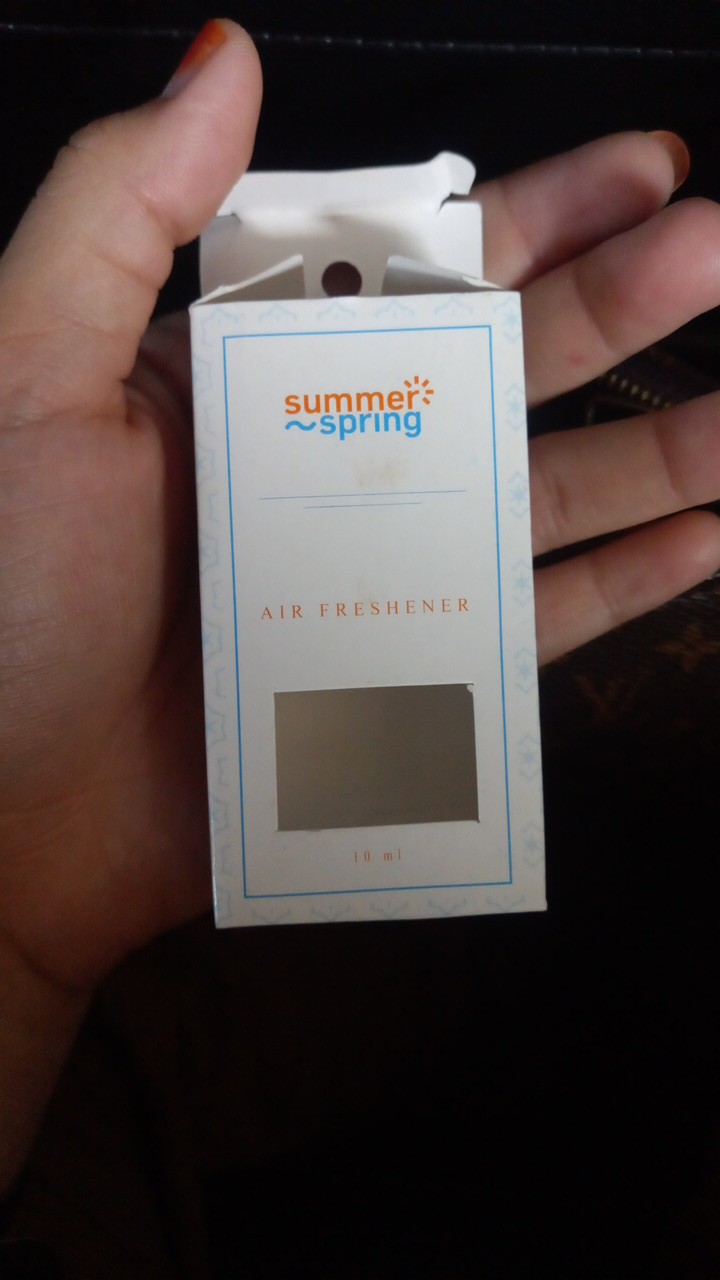 summer
~spring
AIR FRESHENER
10 ml